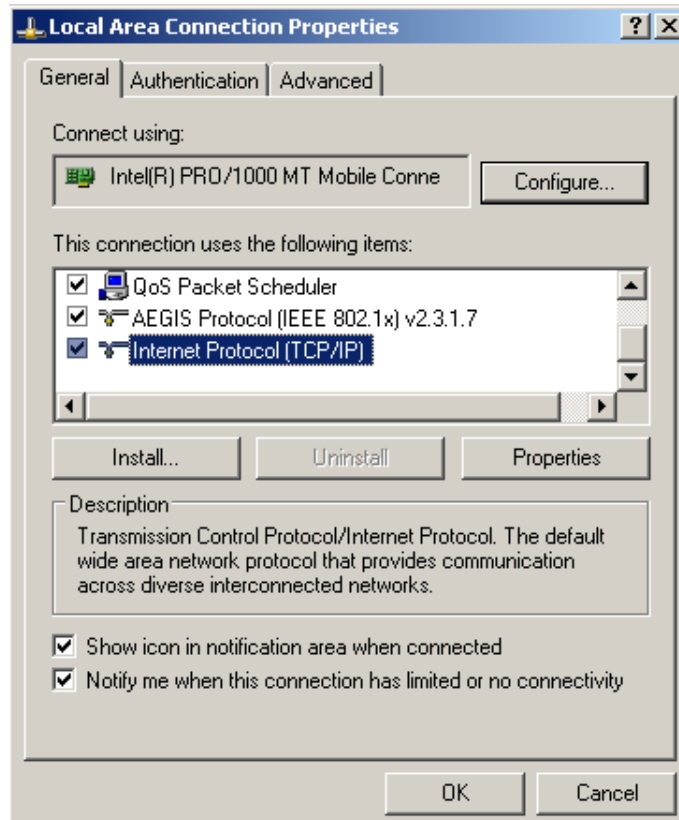 Local Area Connection Properties
General Authentication Advanced
Connect using:
Intel(R) PRO/1000 MT Mobile Conne
Configure...
This connection uses the following items:
QoS Packet Scheduler
AEGIS Protocol (IEEE 802.1x) v2.3.1.7
Internet Protocol (TCP/IP)
Install... Uninstall Properties
Description
Transmission Control Protocol/Internet Protocol. The default
wide area network protocol that provides communication
across diverse interconnected networks.
Show icon in notification area when connected
Notify me when this connection has limited or no connectivity
OK Cancel